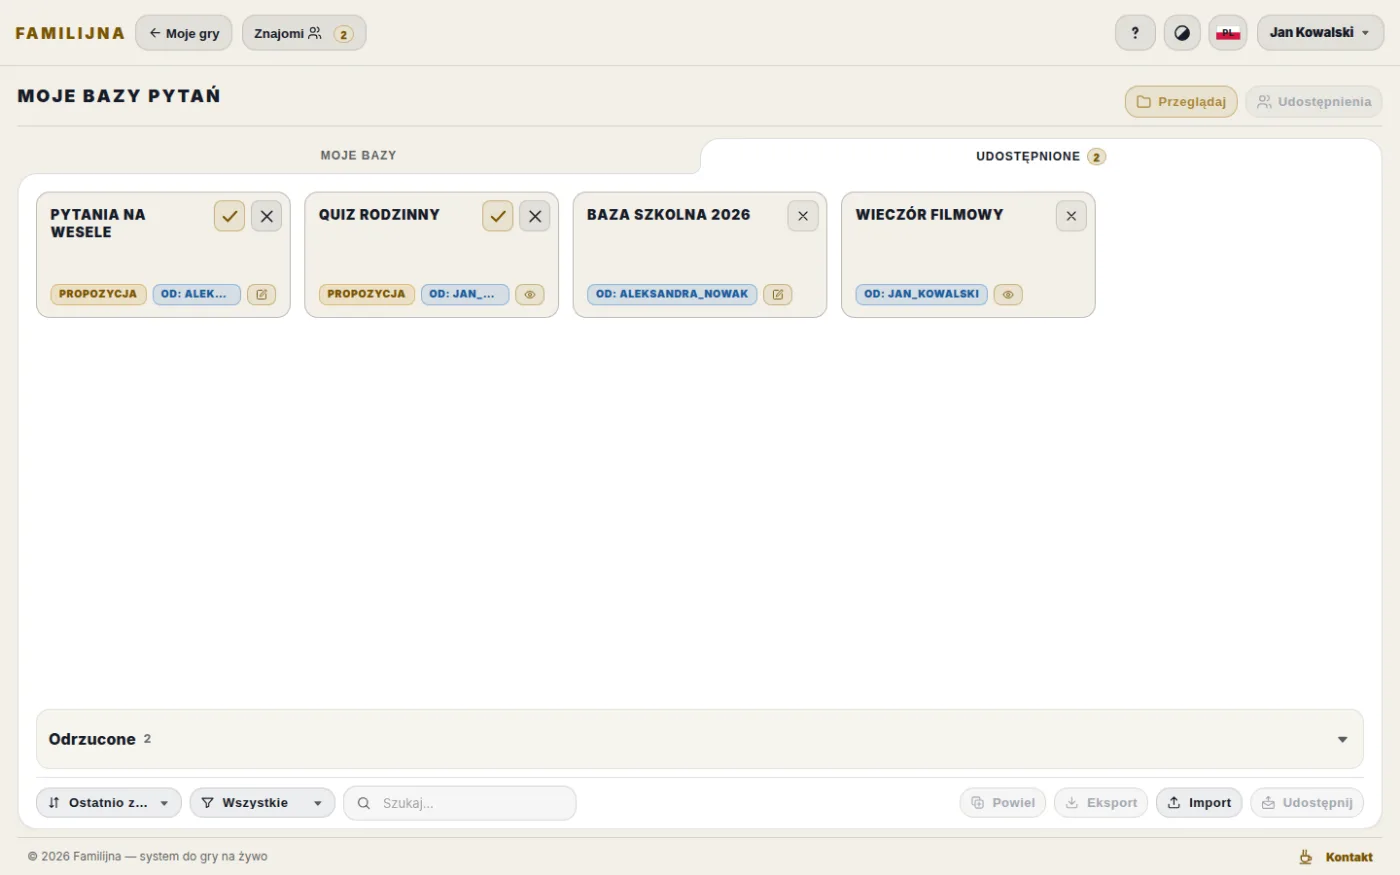 FAMILIJNA
Moje gry
Znajomi 2
?
PL
Jan Kowalski
MOJE BAZY PYTAŃ
Przeglądaj
Udostępnienia
MOJE BAZY
UDOSTĘPNIONE 2
PYTANIA NA
WESELE
PROPOZYCJA
OD: ALEK...
QUIZ RODZINNY
PROPOZYCJA
OD: JAN_...
BAZA SZKOLNA 2026
OD: ALEKSANDRA_NOWAK
WIECZÓR FILMOWY
OD: JAN_KOWALSKI
Odrzucone 2
Ostatnio z...
Wszystkie
Szukaj...
Powiel
Eksport
Import
Udostępnij
© 2026 Familijna — system do gry na żywo
Kontakt